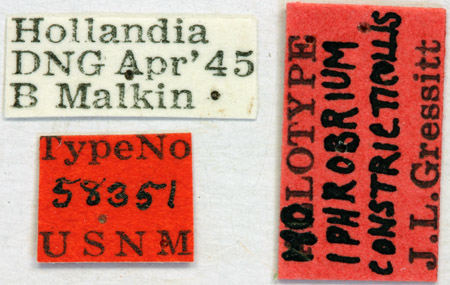 Hollandia
DNG Apr'45
B Malkin
TypeNo
58351
USNM
HOLOTYPE
IPHROBRIUM
CONSTRICTICOLLIS
J.L.Gressitt